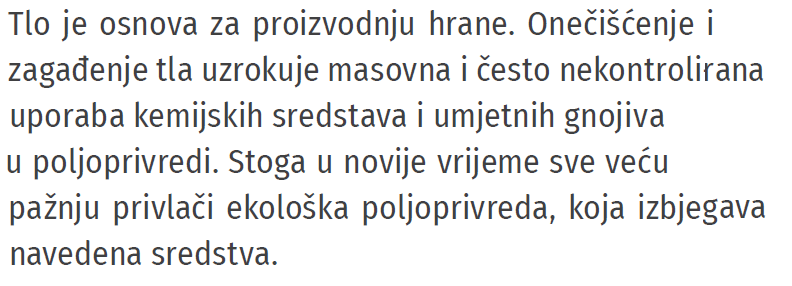 Tlo je osnova za proizvodnju hrane. Onečišćenje i
zagađenje tla uzrokuje masovna i često nekontrolirana
uporaba kemijskih sredstava i umjetnih gnojiva
u poljoprivredi. Stoga u novije vrijeme sve veću
pažnju privlači ekološka poljoprivreda, koja izbjegava
navedena sredstva.